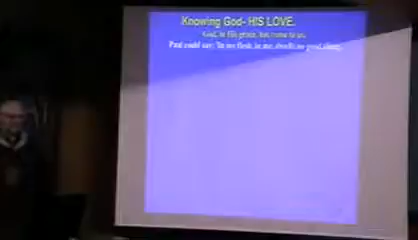 Knowing God- HIS LOVE.
God, in His grace, has come to us.
Paul could say: 'In my flesh, in me, dwells no good thing.